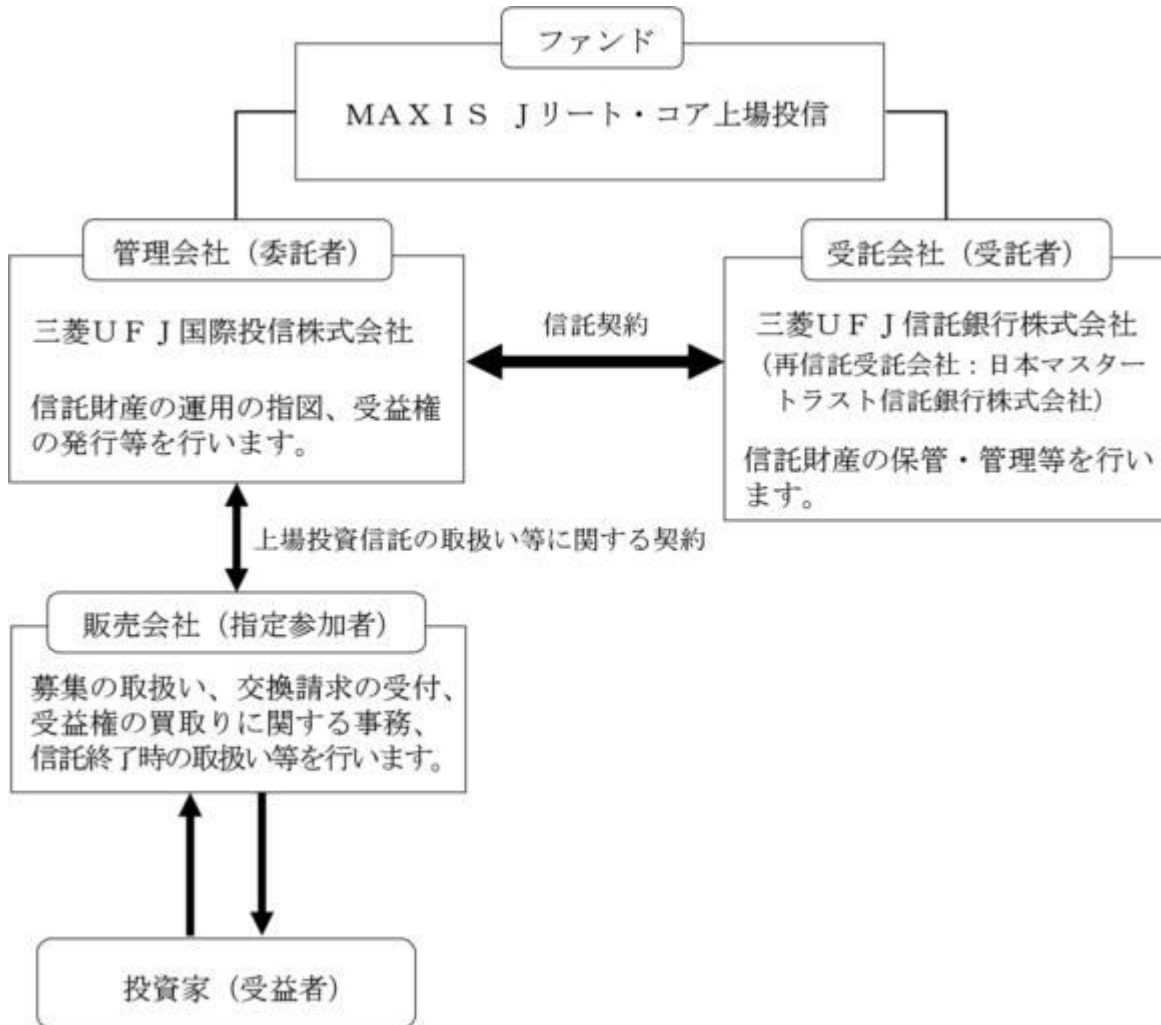 ファンド
MAXIS Jリート・コア上場投信
管理会社（委託者）
三菱UFJ国際投信株式会社
信託財産の運用の指図、受益権
の発行等を行います。
信託契約
受託会社（受託者）
三菱UFJ信託銀行株式会社
（再信託受託会社：日本マスター
トラスト信託銀行株式会社）
信託財産の保管・管理等を行い
ます。
上場投資信託の取扱い等に関する契約
販売会社（指定参加者）
募集の取扱い、交換請求の受付、
受益権の買取りに関する事務、
信託終了時の取扱い等を行います。
投資家（受益者）